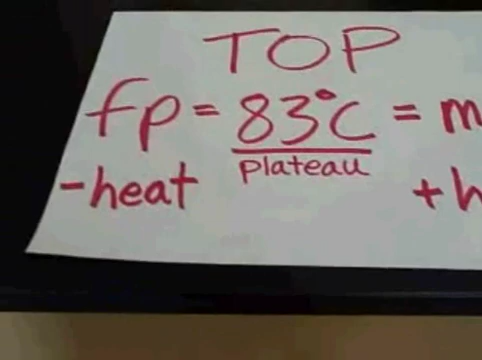 TOP
fp = 83°C = m
plateau
-heat +h